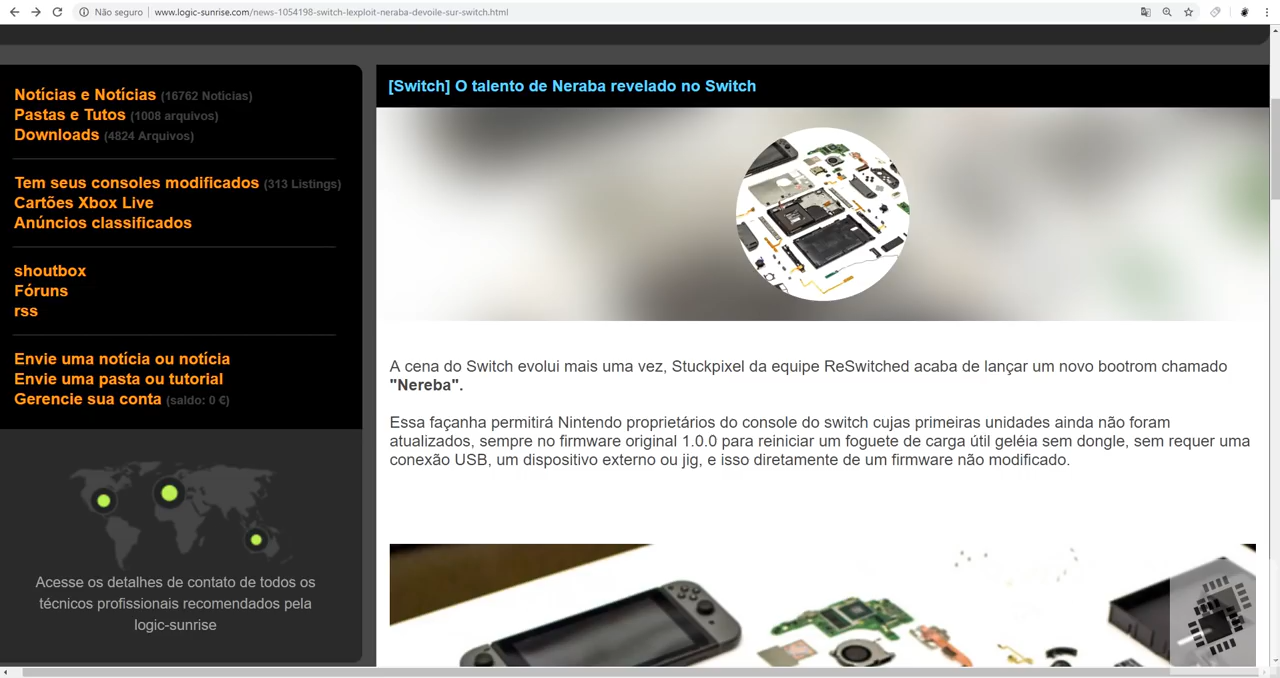 Não seguro
www.logic-sunrise.com/news-1054198-switch-lexploit-neraba-devoile-sur-switch.html
Notícias e Notícias (16762 Noticias)
Pastas e Tutos (1008 arquivos)
Downloads (4824 Arquivos)
Tem seus consoles modificados (313 Listings)
Cartões Xbox Live
Anúncios classificados
shoutbox
Fóruns
rss
Envie uma notícia ou notícia
Envie uma pasta ou tutorial
Gerencie sua conta (saldo: 0 €)
Acesse os detalhes de contato de todos os
técnicos profissionais recomendados pela
logic-sunrise
[Switch] O talento de Neraba revelado no Switch
A cena do Switch evolui mais uma vez, Stuckpixel da equipe ReSwitched acaba de lançar um novo bootrom chamado
"Nereba".
Essa façanha permitirá Nintendo proprietários do console do switch cujas primeiras unidades ainda não foram
atualizados, sempre no firmware original 1.0.0 para reiniciar um foguete de carga útil geléia sem dongle, sem requer uma
conexão USB, um dispositivo externo ou jig, e isso diretamente de um firmware não modificado.